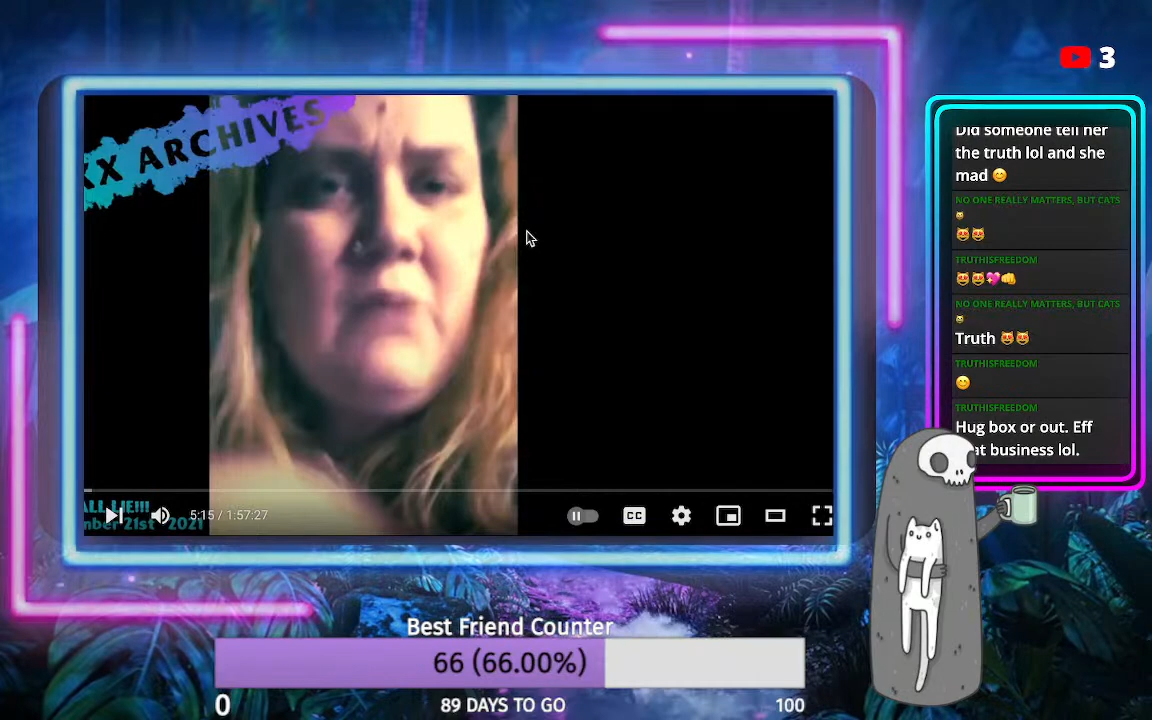 3
XX ARCHIVES
Did someone tell her
the truth lol and she
mad 😊
NO ONE REALLY MATTERS, BUT CATS
🐱
😻😻
TRUTHISFREEDOM
😻😻💖👊
NO ONE REALLY MATTERS, BUT CATS
🐱
Truth 😻😻
TRUTHISFREEDOM
😊
TRUTHISFREEDOM
Hug box or out. Eff
at business lol.
ALL LIE!!!
mber 21st 2021
5:15 / 1:57:27
CC
Best Friend Counter
66 (66.00%)
0
89 DAYS TO GO
100